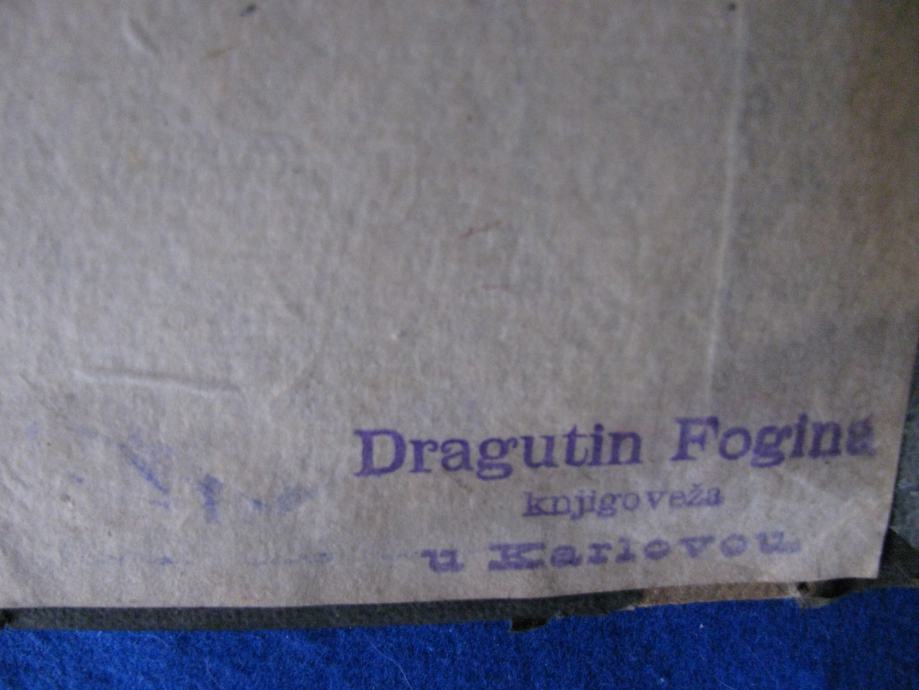 Dragutin Fogina
knjigoveža
u Karlovcu.